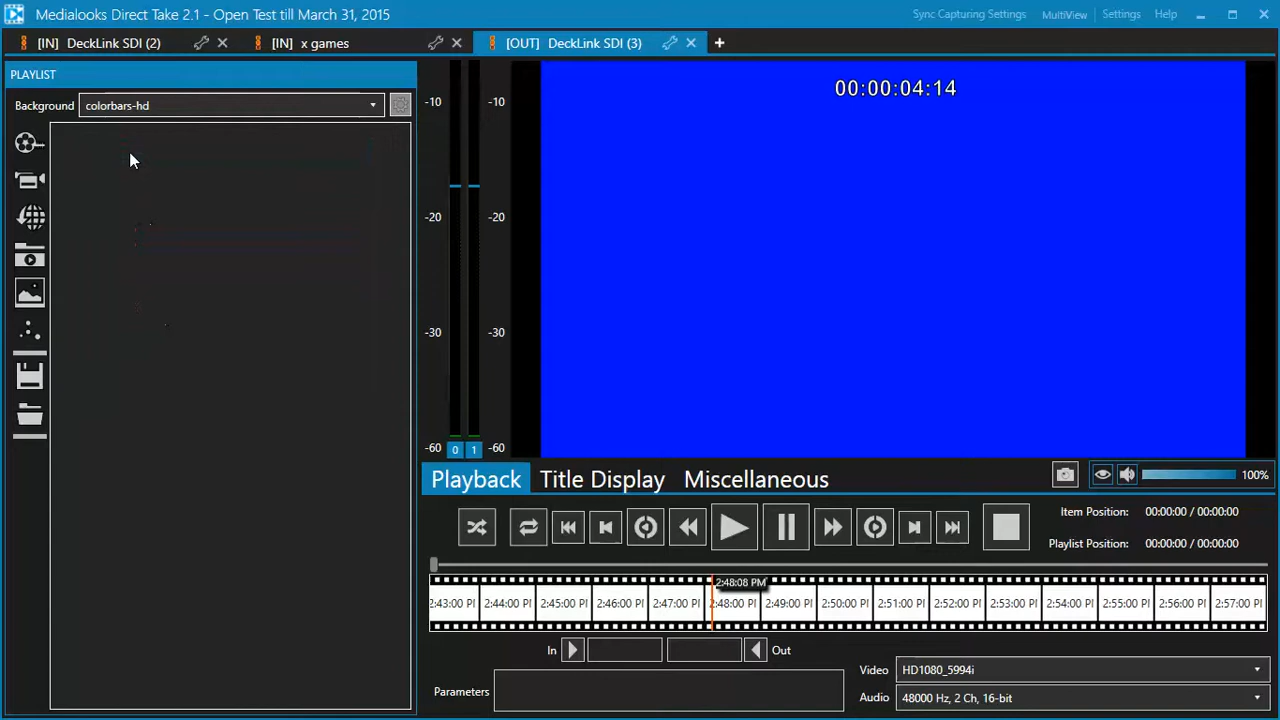 Medialooks Direct Take 2.1 - Open Test till March 31, 2015
Sync Capturing Settings MultiView Settings Help
[IN] DeckLink SDI (2) [IN] x games [OUT] DeckLink SDI (3) +
PLAYLIST
Background colorbars-hd
00:00:04:14
-10 -10
-20 -20
-30 -30
-60 0 1 -60
Playback Title Display Miscellaneous 100%
Item Position: 00:00:00 / 00:00:00
Playlist Position: 00:00:00 / 00:00:00
2:48:08 PM
2:43:00 PI 2:44:00 PI 2:45:00 PI 2:46:00 PI 2:47:00 PI 2:48:00 PI 2:49:00 PI 2:50:00 PI 2:51:00 PI 2:52:00 PI 2:53:00 PI 2:54:00 PI 2:55:00 PI 2:56:00 PI 2:57:00 PI
In Out
Video HD1080_5994i
Parameters
Audio 48000 Hz, 2 Ch, 16-bit